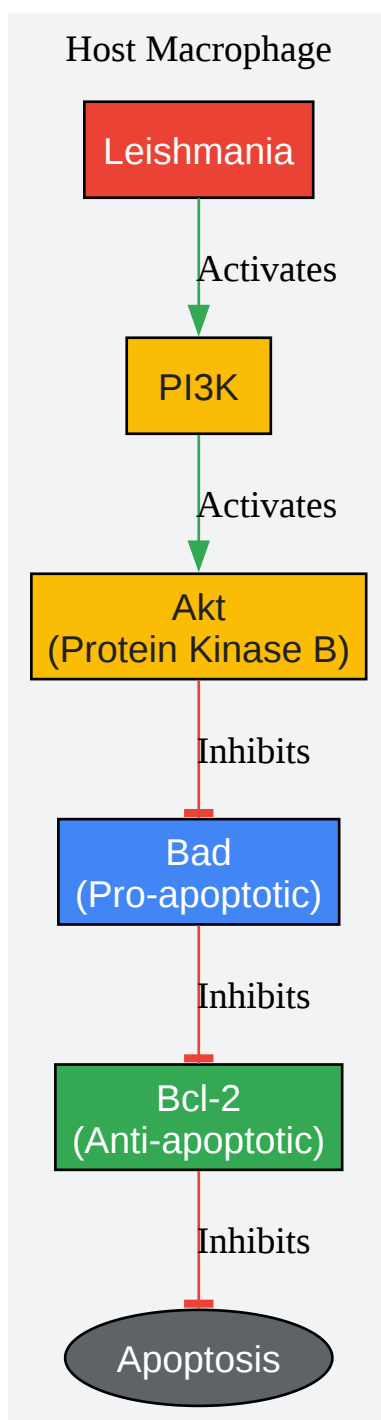 Host Macrophage
Leishmania
Activates
PI3K
Activates
Akt
(Protein Kinase B)
Inhibits
Bad
(Pro-apoptotic)
Inhibits
Bcl-2
(Anti-apoptotic)
Inhibits
Apoptosis